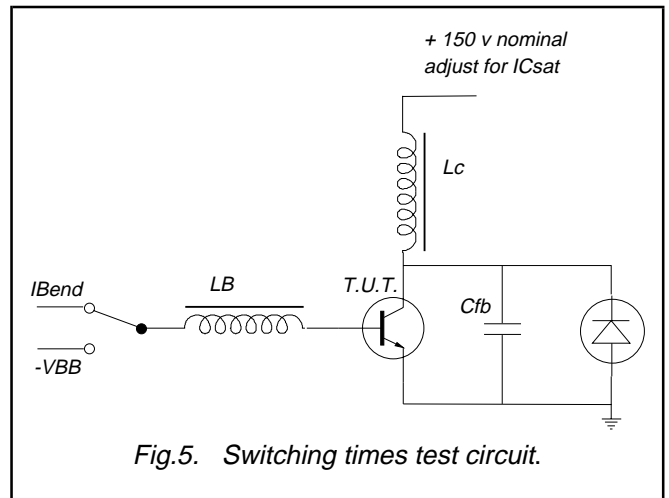 + 150 v nominal
adjust for ICsat
Lc
IBend
LB
T.U.T.
Cfb
-VBB
Fig.5. Switching times test circuit.